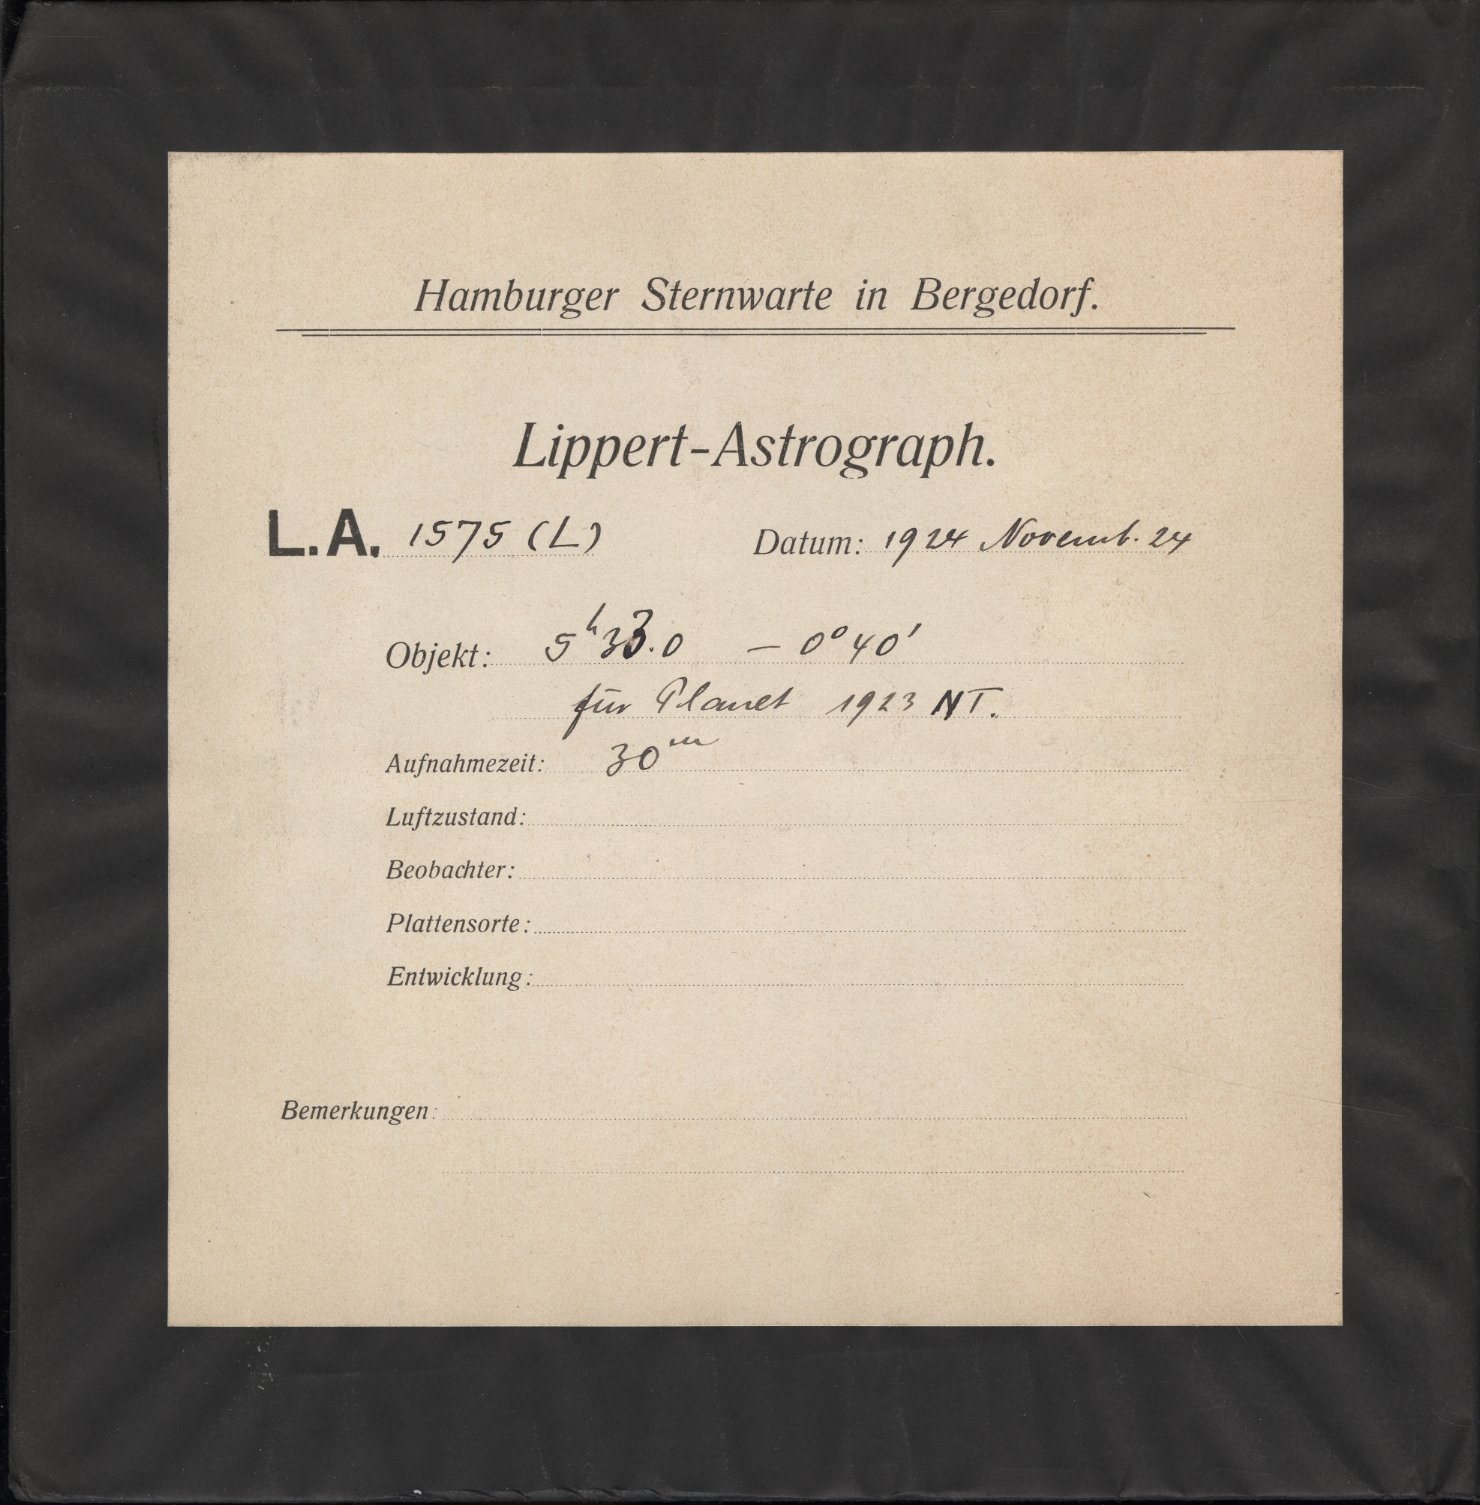 Hamburger Sternwarte in Bergedorf.
Lippert-Astrograph.
L.A. 1575 (L) Datum: 1924 Novemb. 24
Objekt: 5ʰ33.0 – 0°40'
für Planet 1923 NT.
Aufnahmezeit: 30ᵐ
Luftzustand:
Beobachter:
Plattensorte:
Entwicklung:
Bemerkungen: